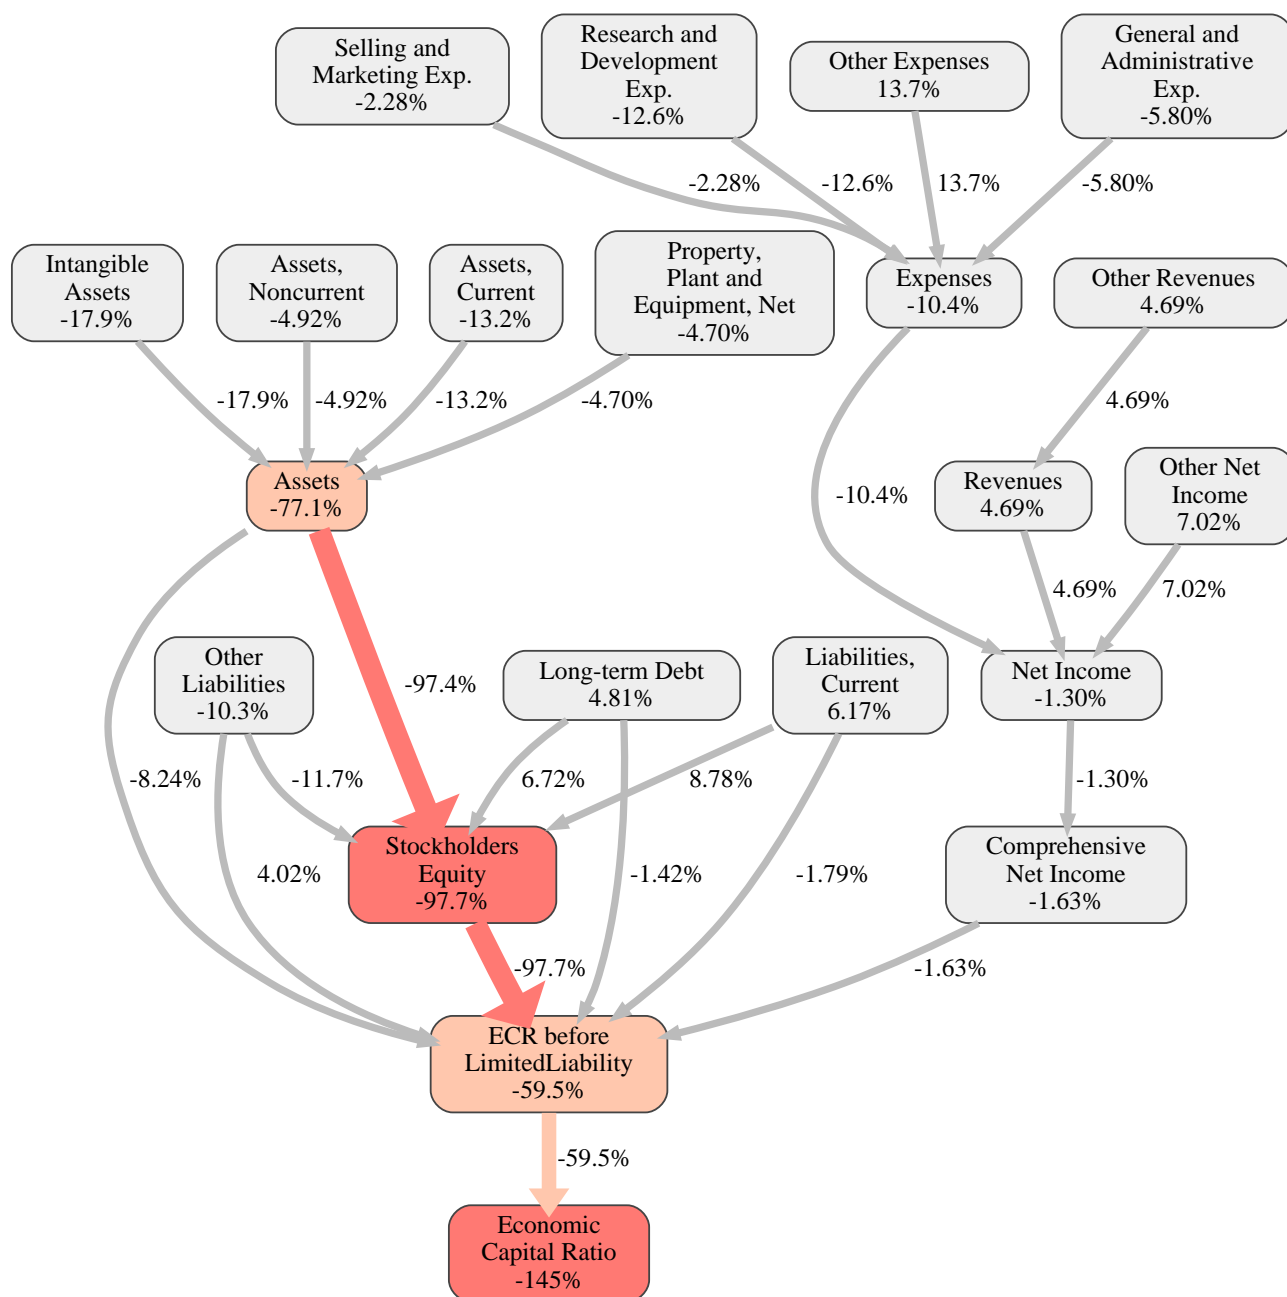 Selling and
Marketing Exp.
-2.28%
Research and
Development
Exp.
-12.6%
Other Expenses
13.7%
General and
Administrative
Exp.
-5.80%
-2.28%
-12.6%
13.7%
-5.80%
Intangible
Assets
-17.9%
Assets,
Noncurrent
-4.92%
Assets,
Current
-13.2%
Property,
Plant and
Equipment, Net
-4.70%
Expenses
-10.4%
Other Revenues
4.69%
-17.9%
-4.92%
-13.2%
-4.70%
4.69%
Assets
-77.1%
-10.4%
Revenues
4.69%
Other Net
Income
7.02%
4.69%
7.02%
Other
Liabilities
-10.3%
-97.4%
Long-term Debt
4.81%
Liabilities,
Current
6.17%
Net Income
-1.30%
-8.24%
-11.7%
6.72%
8.78%
-1.30%
4.02%
Stockholders
Equity
-97.7%
-1.42%
-1.79%
Comprehensive
Net Income
-1.63%
-97.7%
-1.63%
ECR before
LimitedLiability
-59.5%
-59.5%
Economic
Capital Ratio
-145%